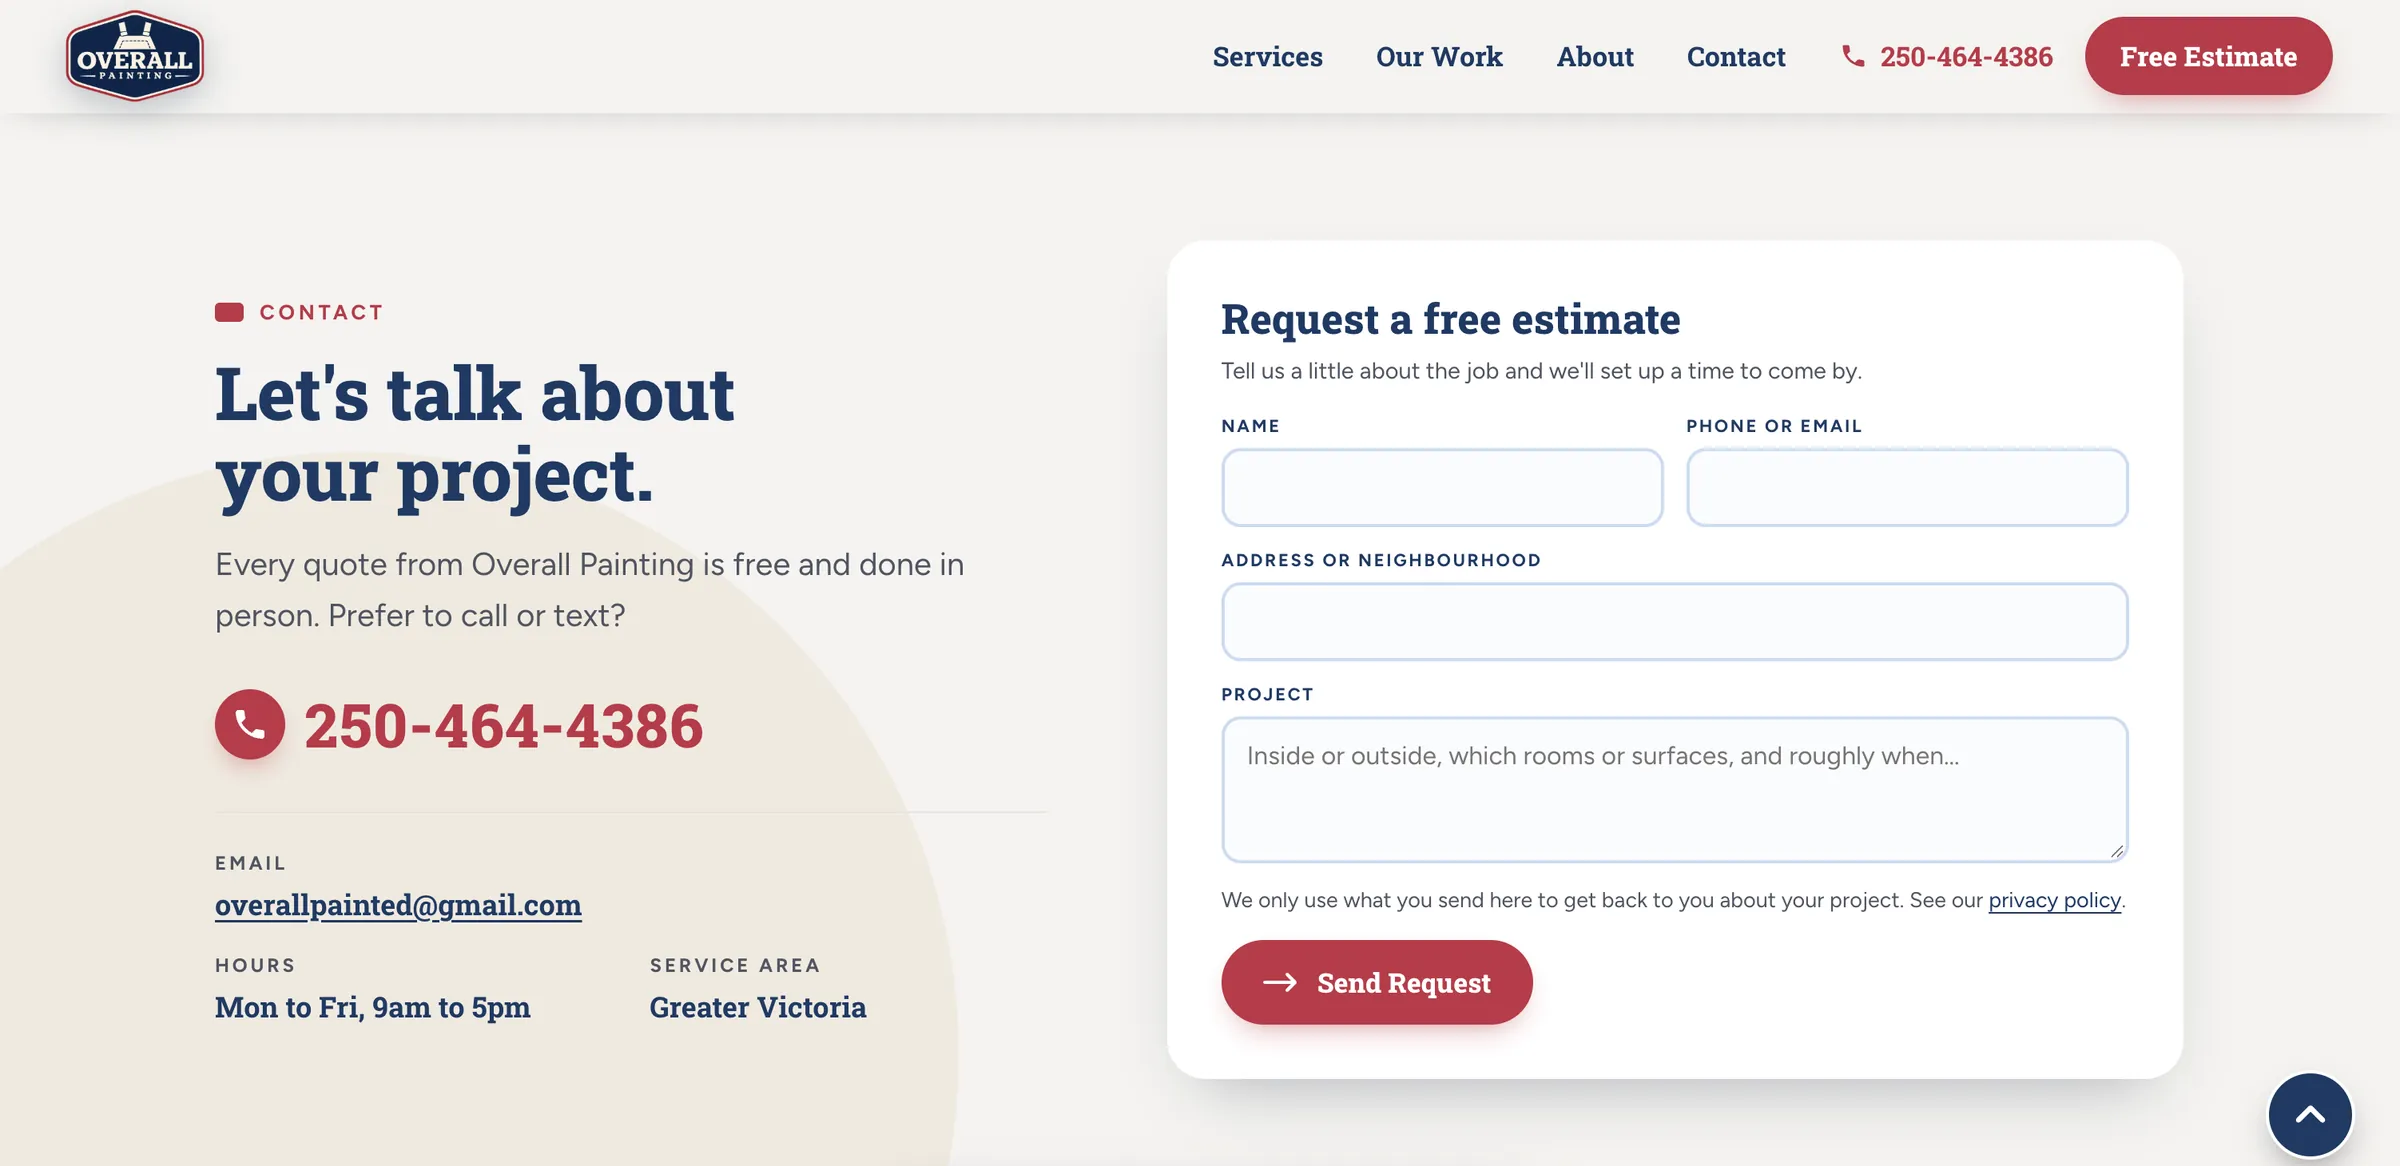 OVERALL
PAINTING
Services
Our Work
About
Contact
250-464-4386
Free Estimate
CONTACT
Let's talk about
your project.
Every quote from Overall Painting is free and done in
person. Prefer to call or text?
250-464-4386
EMAIL
overallpainted@gmail.com
HOURS
Mon to Fri, 9am to 5pm
SERVICE AREA
Greater Victoria
Request a free estimate
Tell us a little about the job and we'll set up a time to come by.
NAME
PHONE OR EMAIL
ADDRESS OR NEIGHBOURHOOD
PROJECT
Inside or outside, which rooms or surfaces, and roughly when...
We only use what you send here to get back to you about your project. See our privacy policy.
Send Request